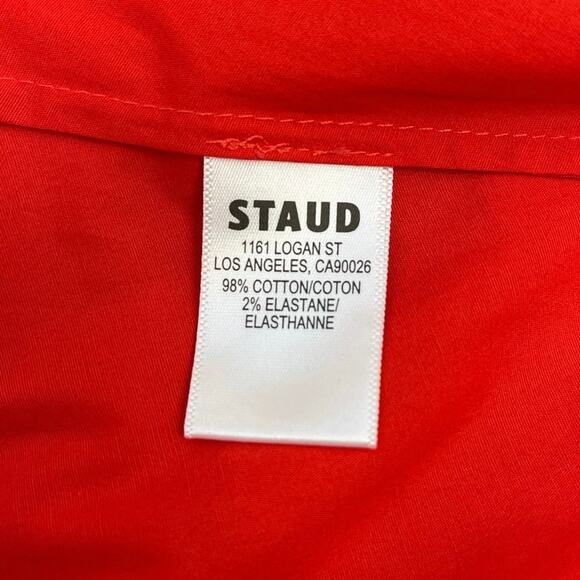 STAUD
1161 LOGAN ST
LOS ANGELES, CA90026
98% COTTON/COTON
2% ELASTANE/
ELASTHANNE